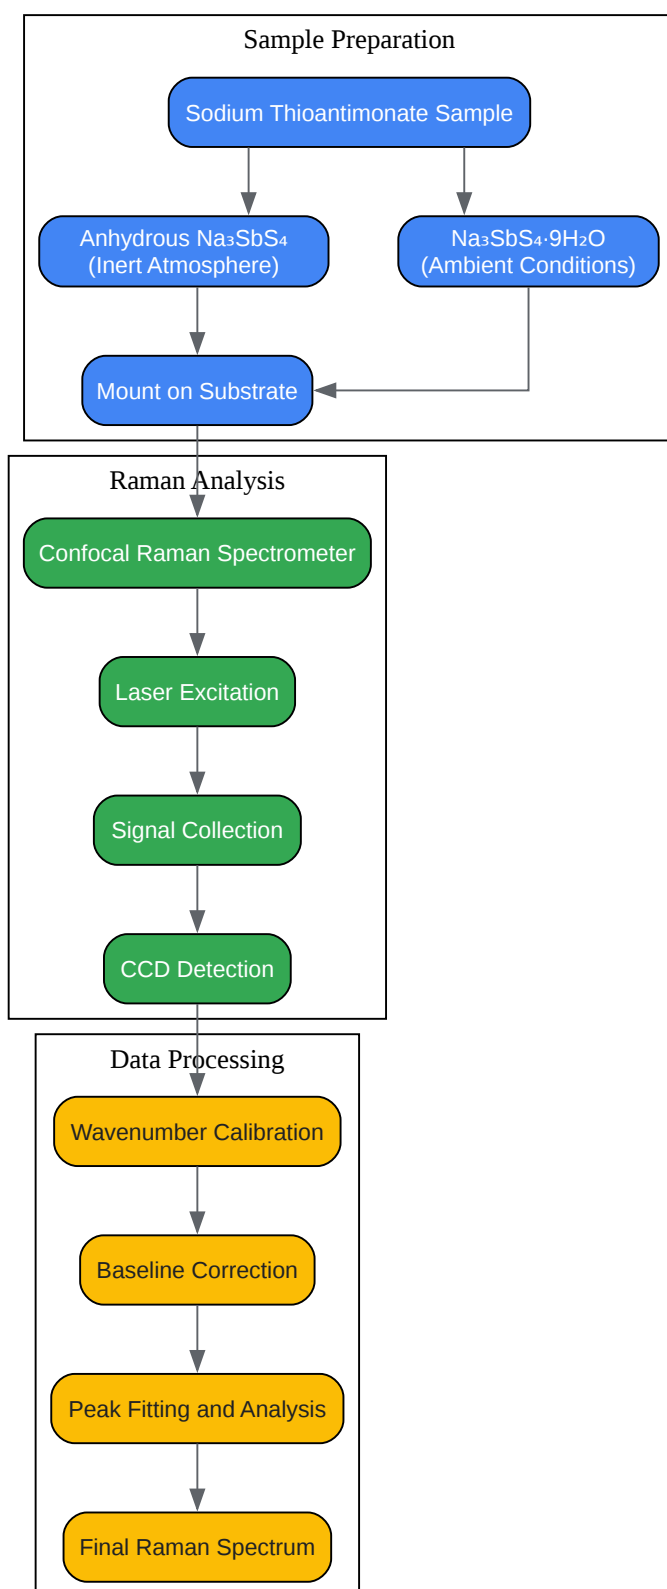 Sample Preparation
Sodium Thioantimonate Sample
Anhydrous Na₃SbS₄
(Inert Atmosphere)
Na₃SbS₄·9H₂O
(Ambient Conditions)
Mount on Substrate
Raman Analysis
Confocal Raman Spectrometer
Laser Excitation
Signal Collection
CCD Detection
Data Processing
Wavenumber Calibration
Baseline Correction
Peak Fitting and Analysis
Final Raman Spectrum